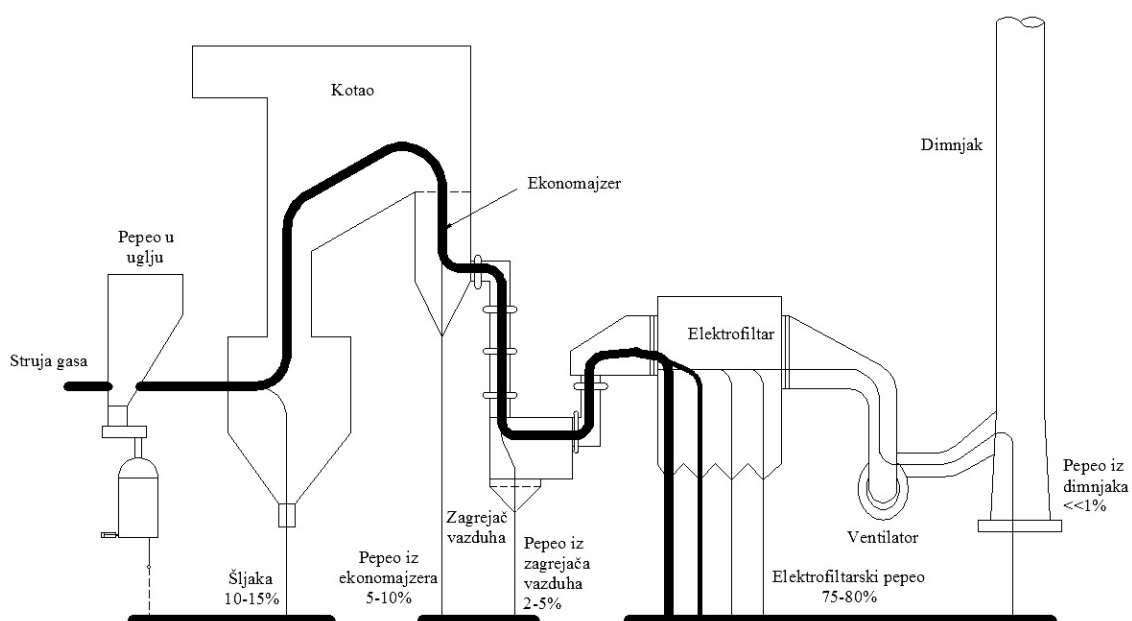 Kotao
Dimnjak
Ekonomajzer
Pepeo u
uglju
Elektrofiltar
Struja gasa
Pepeo iz
dimnjaka
<<1%
Zagrejač
vazduha
Ventilator
Pepeo iz
zagrejača
vazduha
2-5%
Pepeo iz
ekonomajzera
5-10%
Šljaka
10-15%
Elektrofiltarski pepeo
75-80%